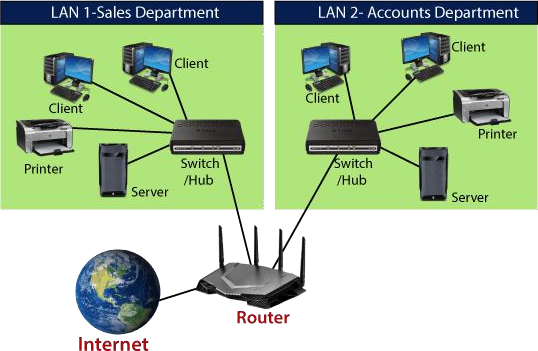 LAN 1-Sales Department
Client
Client
Printer
Server
Switch
/Hub
LAN 2- Accounts Department
Client
Client
Printer
Switch
/Hub
Server
Router
Internet